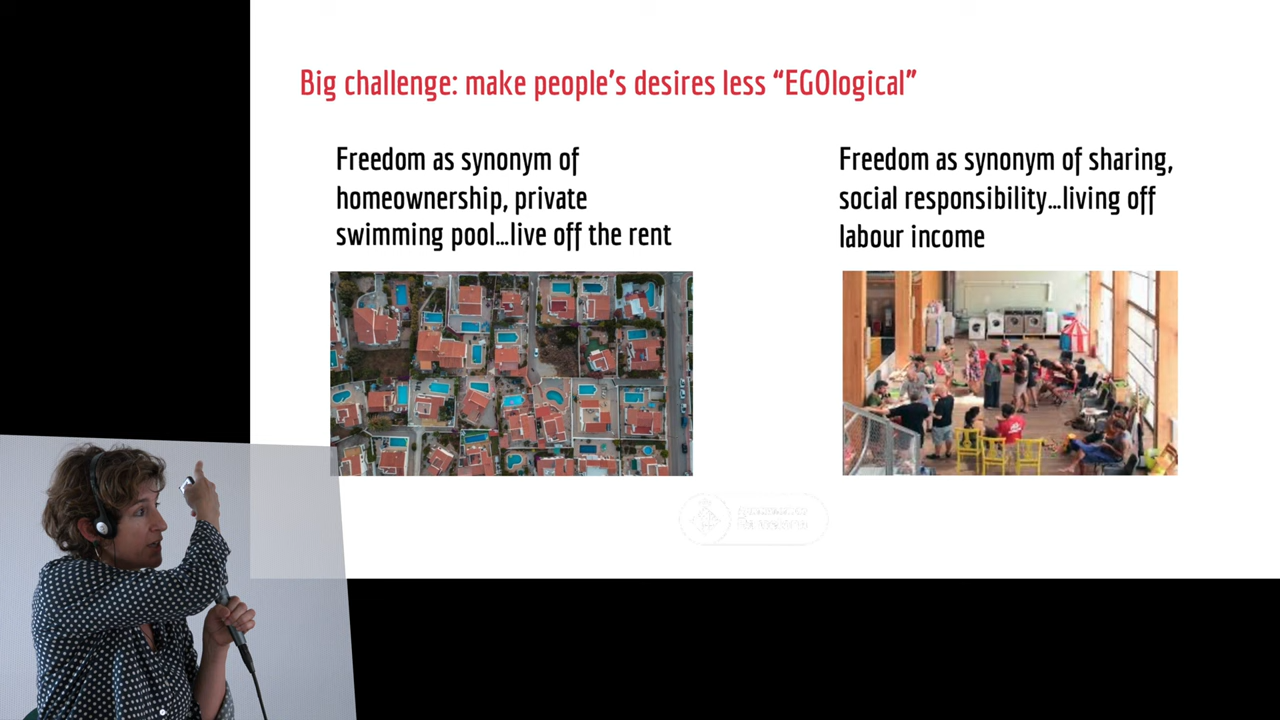 Big challenge: make people's desires less “EGOlogical”
Freedom as synonym of
homeownership, private
swimming pool...live off the rent
Freedom as synonym of sharing,
social responsibility...living off
labour income